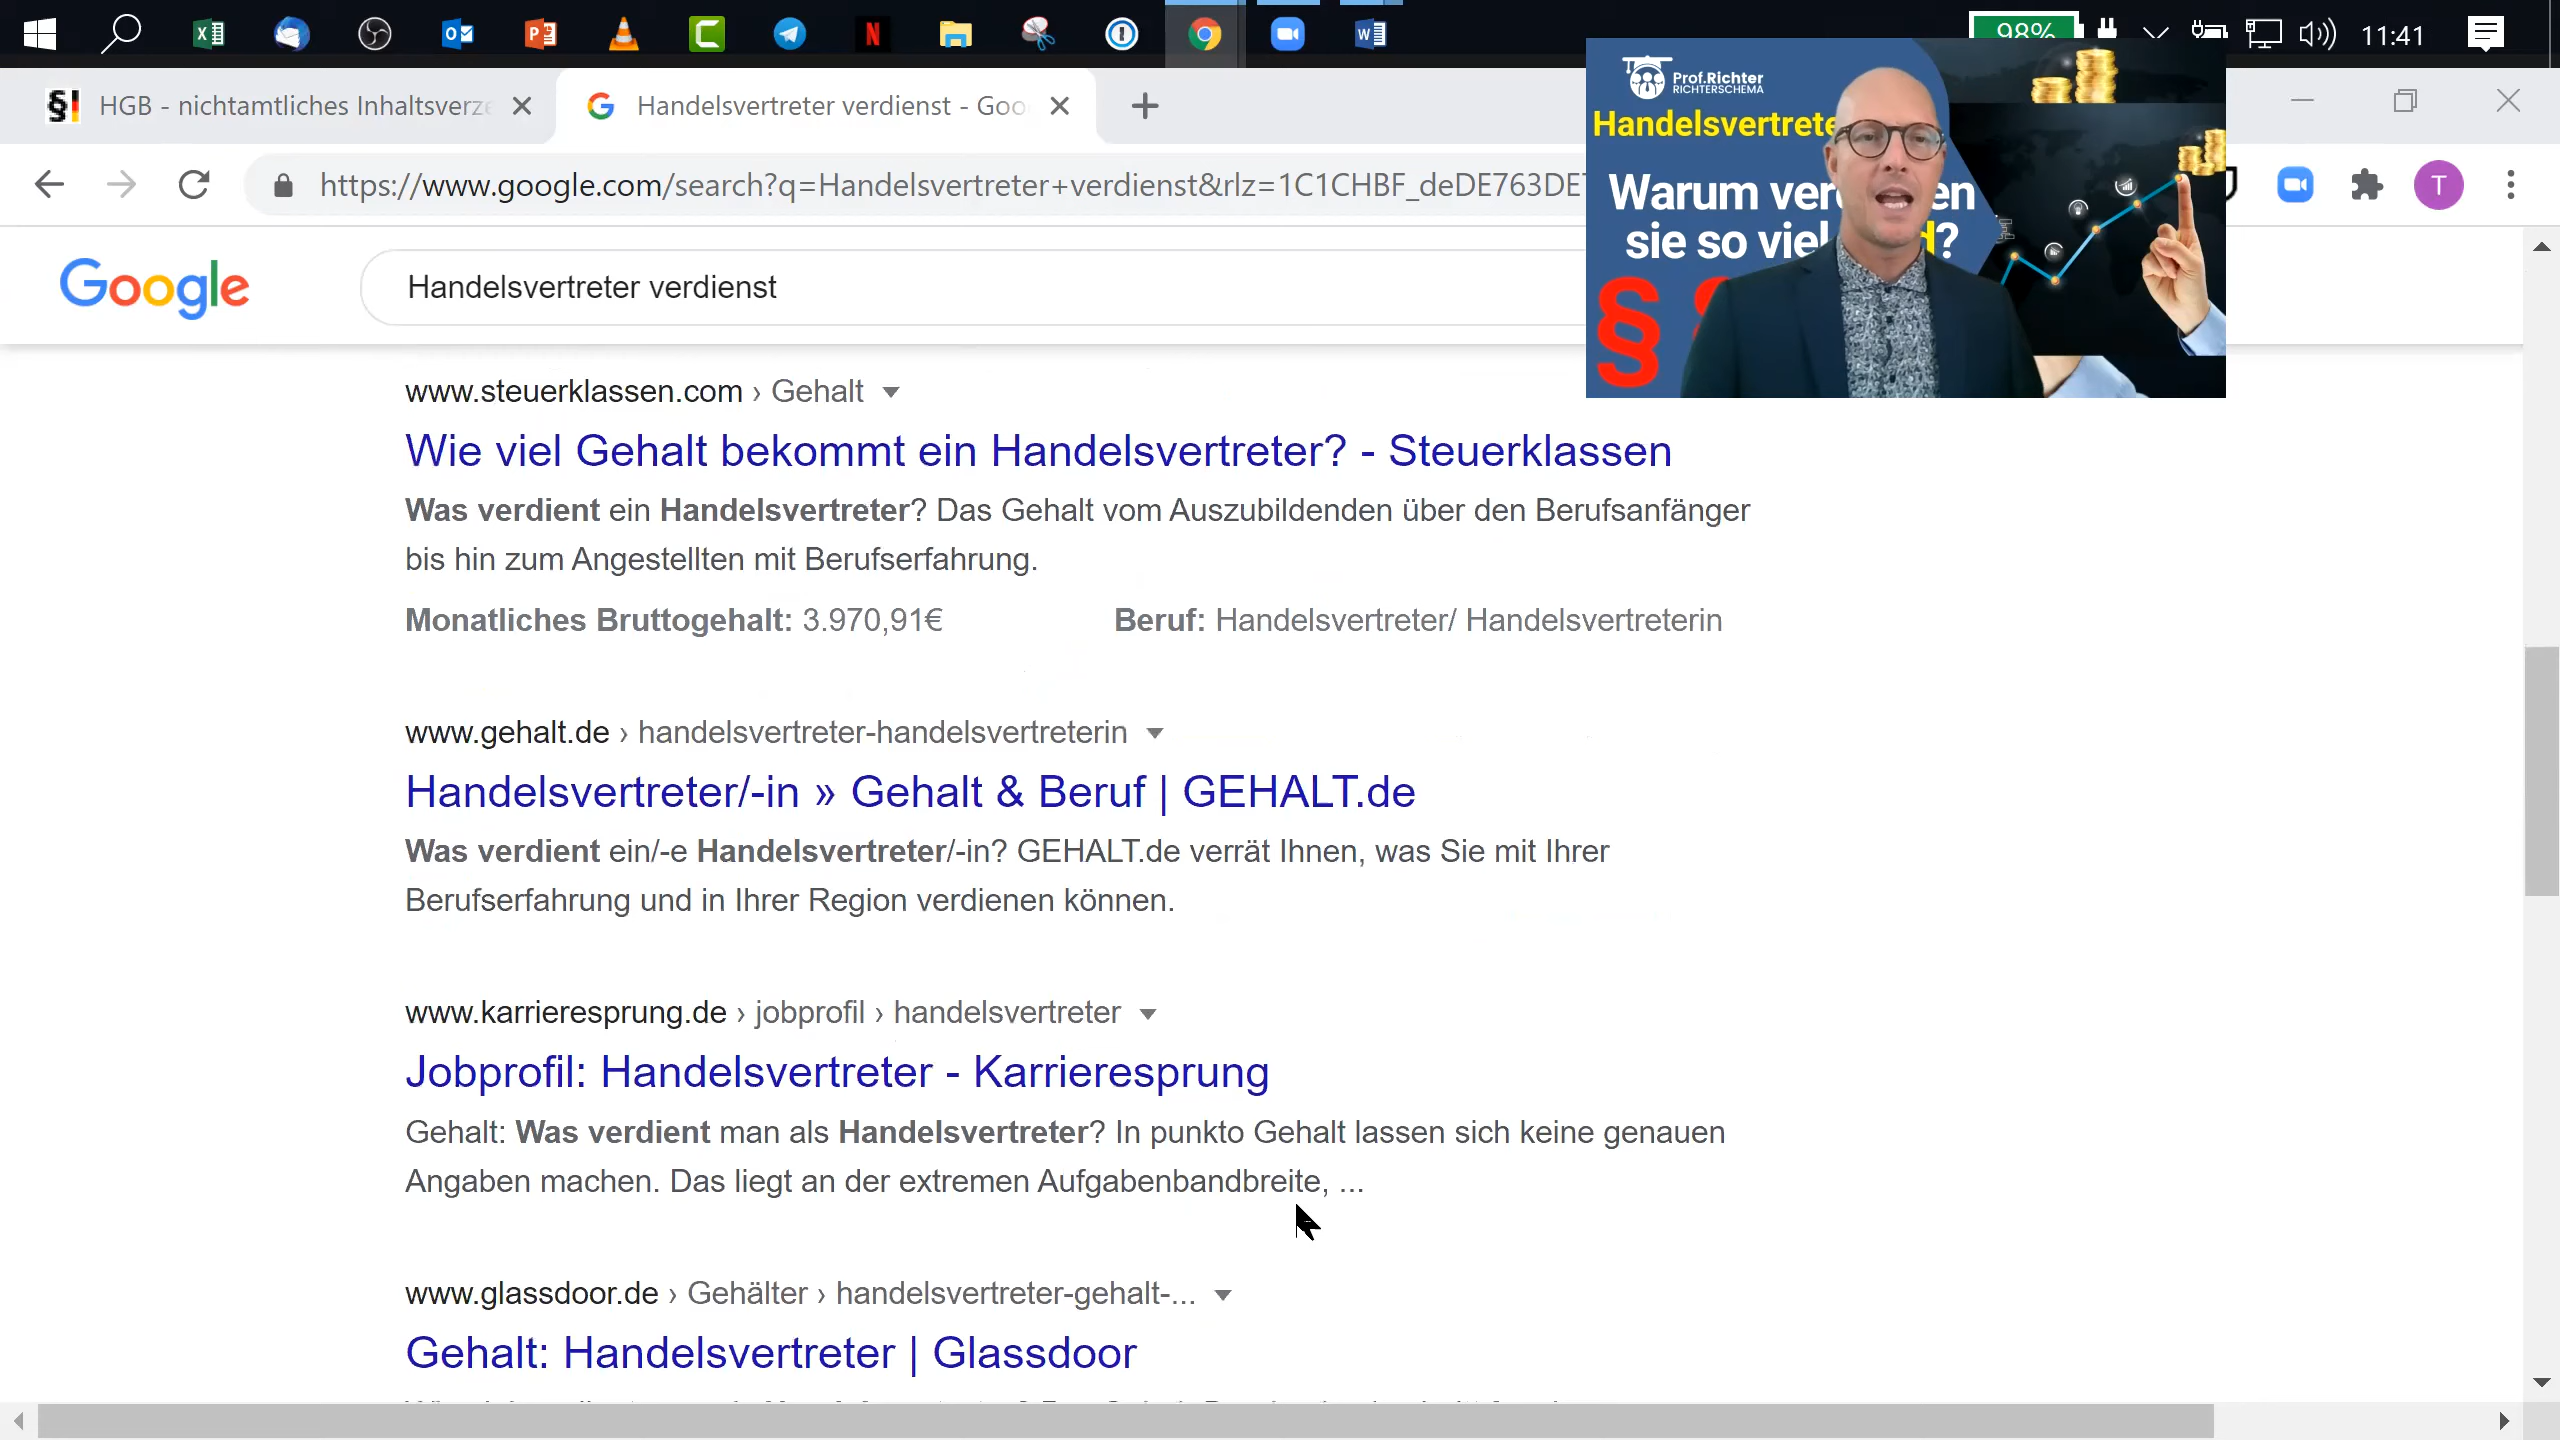 98%
11:41
HGB - nichtamtliches Inhaltsverze
Handelsvertreter verdienst - Goo
https://www.google.com/search?q=Handelsvertreter+verdienst&rlz=1C1CHBF_deDE763DE
T
Prof.Richter
RICHTERSCHEMA
Handelsvertrete
Warum ver en
sie so viel d?
§
Google
Handelsvertreter verdienst
www.steuerklassen.com › Gehalt
Wie viel Gehalt bekommt ein Handelsvertreter? - Steuerklassen
Was verdient ein Handelsvertreter? Das Gehalt vom Auszubildenden über den Berufsanfänger
bis hin zum Angestellten mit Berufserfahrung.
Monatliches Bruttogehalt: 3.970,91€ Beruf: Handelsvertreter/ Handelsvertreterin
www.gehalt.de › handelsvertreter-handelsvertreterin
Handelsvertreter/-in » Gehalt & Beruf | GEHALT.de
Was verdient ein/-e Handelsvertreter/-in? GEHALT.de verrät Ihnen, was Sie mit Ihrer
Berufserfahrung und in Ihrer Region verdienen können.
www.karrieresprung.de › jobprofil › handelsvertreter
Jobprofil: Handelsvertreter - Karrieresprung
Gehalt: Was verdient man als Handelsvertreter? In punkto Gehalt lassen sich keine genauen
Angaben machen. Das liegt an der extremen Aufgabenbandbreite, ...
www.glassdoor.de › Gehälter › handelsvertreter-gehalt-...
Gehalt: Handelsvertreter | Glassdoor